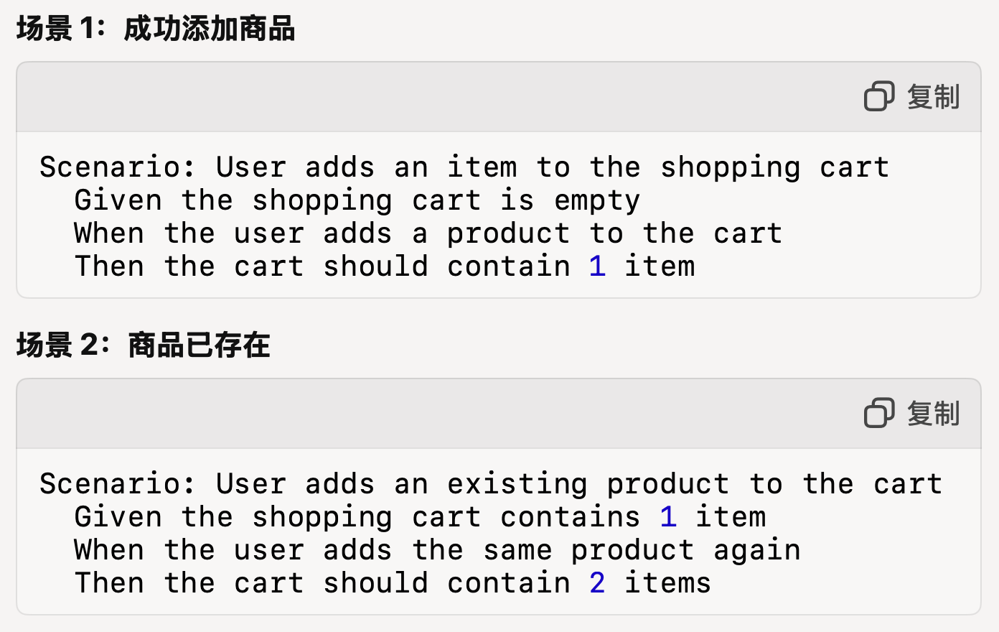 场景 1：成功添加商品
复制
Scenario: User adds an item to the shopping cart
  Given the shopping cart is empty
  When the user adds a product to the cart
  Then the cart should contain 1 item
场景 2：商品已存在
复制
Scenario: User adds an existing product to the cart
  Given the shopping cart contains 1 item
  When the user adds the same product again
  Then the cart should contain 2 items